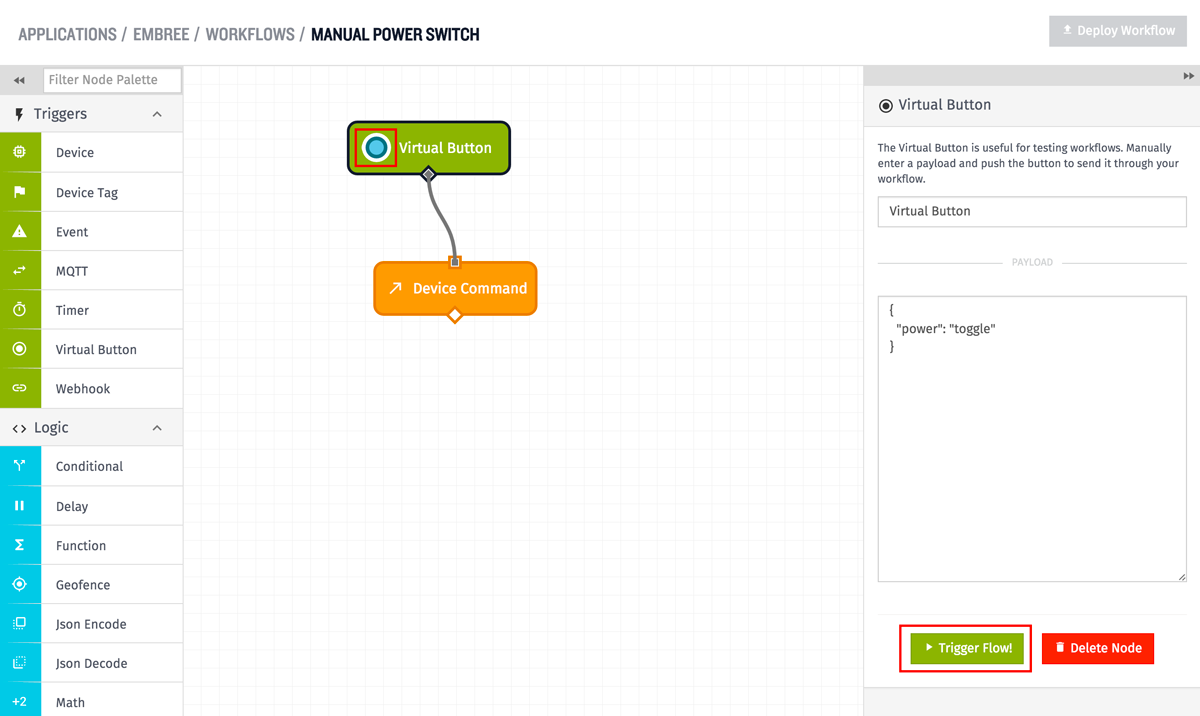 APPLICATIONS / EMBREE / WORKFLOWS / MANUAL POWER SWITCH
Deploy Workflow
Filter Node Palette
Triggers
Device
Device Tag
Event
MQTT
Timer
Virtual Button
Webhook
Logic
Conditional
Delay
Function
Geofence
Json Encode
Json Decode
+2 Math
Virtual Button
Device Command
Virtual Button
The Virtual Button is useful for testing workflows. Manually
enter a payload and push the button to send it through your
workflow.
Virtual Button
PAYLOAD
{
"power": "toggle"
}
Trigger Flow!
Delete Node